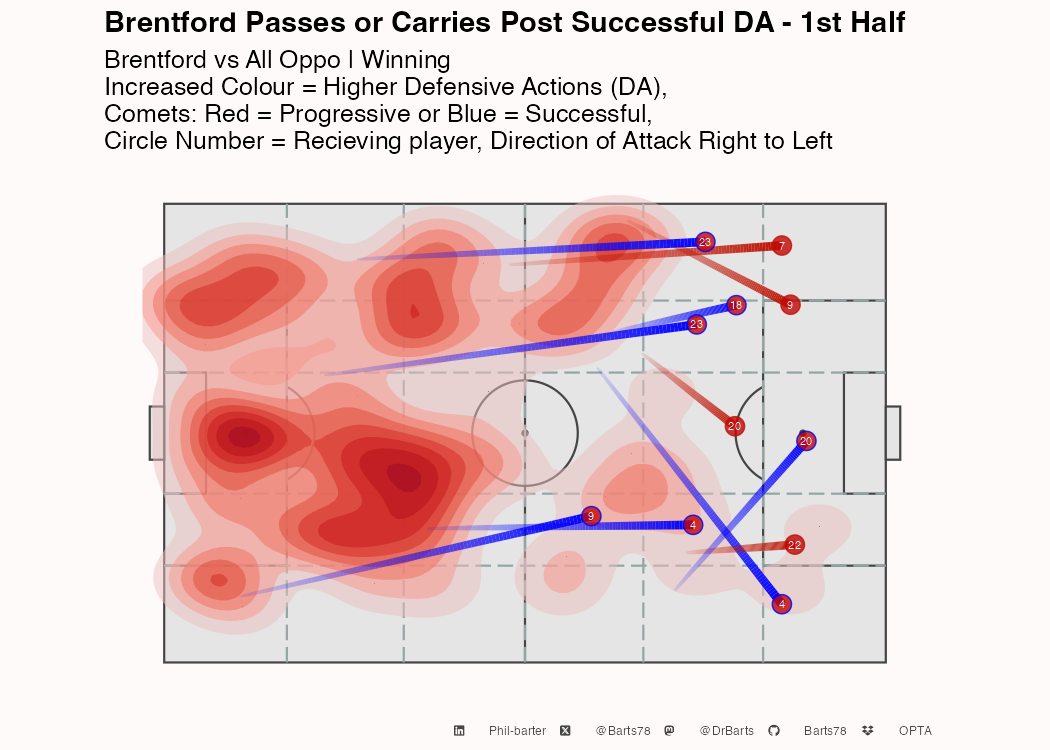 Brentford Passes or Carries Post Successful DA - 1st Half
Brentford vs All Oppo | Winning
Increased Colour = Higher Defensive Actions (DA),
Comets: Red = Progressive or Blue = Successful,
Circle Number = Recieving player, Direction of Attack Right to Left
23
7
18
9
23
20
20
9
4
22
4
Phil-barter @Barts78 @DrBarts Barts78 OPTA